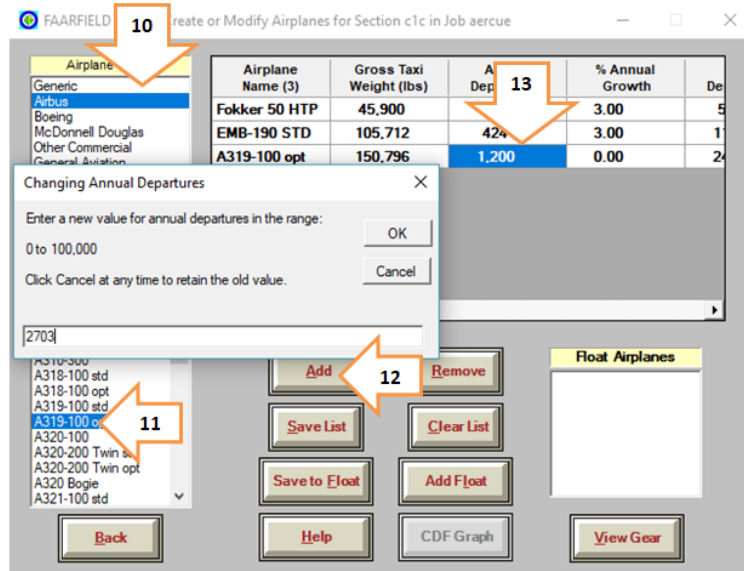 FAARFIELD
10
Create or Modify Airplanes for Section c1c in Job aercue
Airplane
Generic
Airbus
Boeing
McDonnell Douglas
Other Commercial
General Aviation
Airplane Name (3)
Gross Taxi Weight (lbs)
13
% Annual Growth
Fokker 50 HTP 45,900 3.00
EMB-190 STD 105,712 424 3.00
A319-100 opt 150,796 1,200 0.00
Changing Annual Departures
Enter a new value for annual departures in the range:
0 to 100,000
Click Cancel at any time to retain the old value.
OK
Cancel
2703
A310-300
A318-100 std
A318-100 opt
A319-100 std
A319-100
11
A320-100
A320-200 Twin
A320-200 Twin opt
A320 Bogie
A321-100 std
Add
12
Remove
Save List
Clear List
Save to Float
Add Float
Help
CDF Graph
Float Airplanes
Back
View Gear